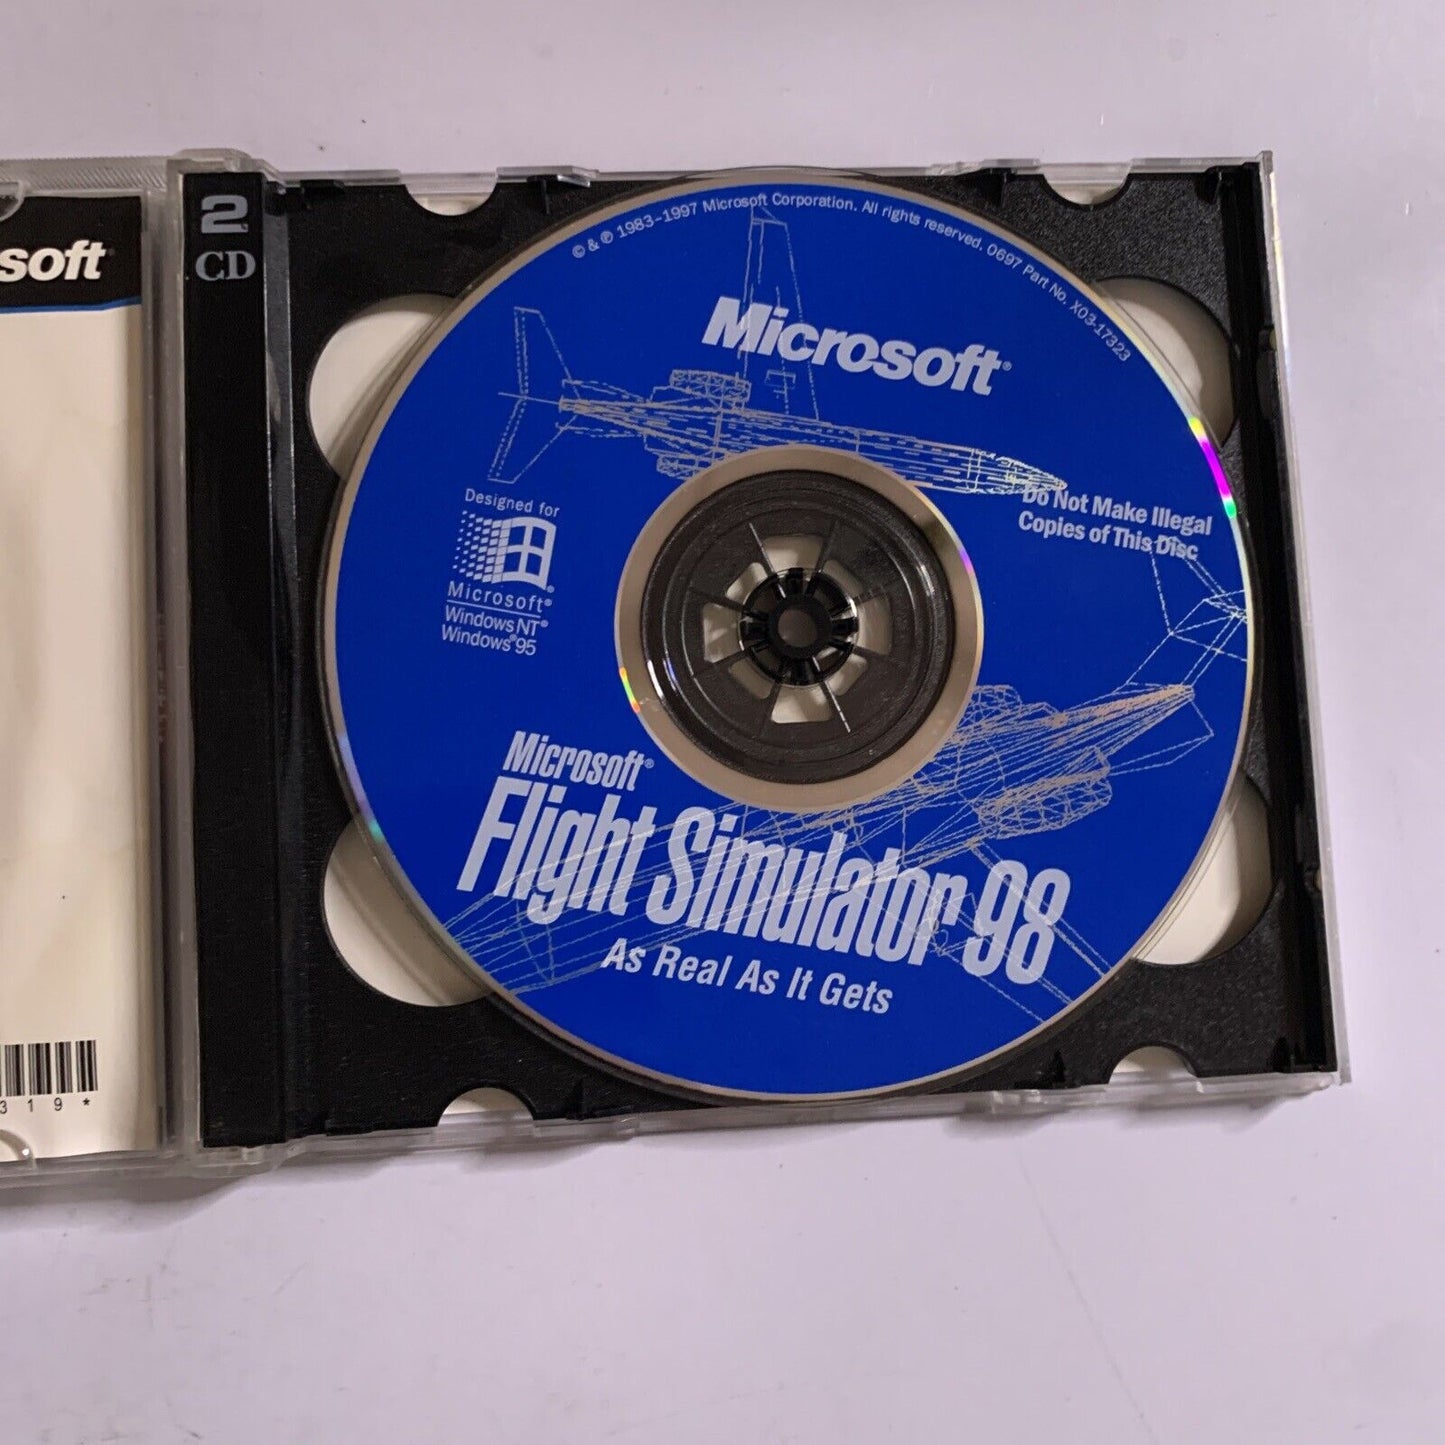 soft
2
CD
© & ℗ 1983–1997 Microsoft Corporation. All rights reserved. 0697 Part No. X03-17323
Microsoft®
Do Not Make Illegal
Copies of This Disc
Designed for
Microsoft®
Windows NT®
Windows®95
Microsoft®
Flight Simulator 98
As Real As It Gets
319*